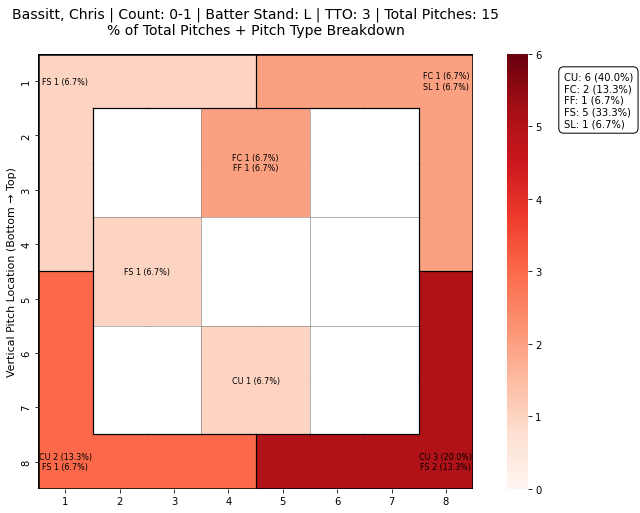 Bassitt, Chris | Count: 0-1 | Batter Stand: L | TTO: 3 | Total Pitches: 15
% of Total Pitches + Pitch Type Breakdown
FS 1 (6.7%)
FC 1 (6.7%)
SL 1 (6.7%)
FC 1 (6.7%)
FF 1 (6.7%)
FS 1 (6.7%)
CU 1 (6.7%)
CU 2 (13.3%)
FS 1 (6.7%)
CU 3 (20.0%)
FS 2 (13.3%)
Vertical Pitch Location (Bottom → Top)
1
2
3
4
5
6
7
8
1
2
3
4
5
6
7
8
6
5
4
3
2
1
0
CU: 6 (40.0%)
FC: 2 (13.3%)
FF: 1 (6.7%)
FS: 5 (33.3%)
SL: 1 (6.7%)